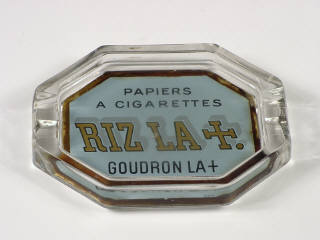 PAPIERS
A CIGARETTES
RIZ LA +.
GOUDRON LA+